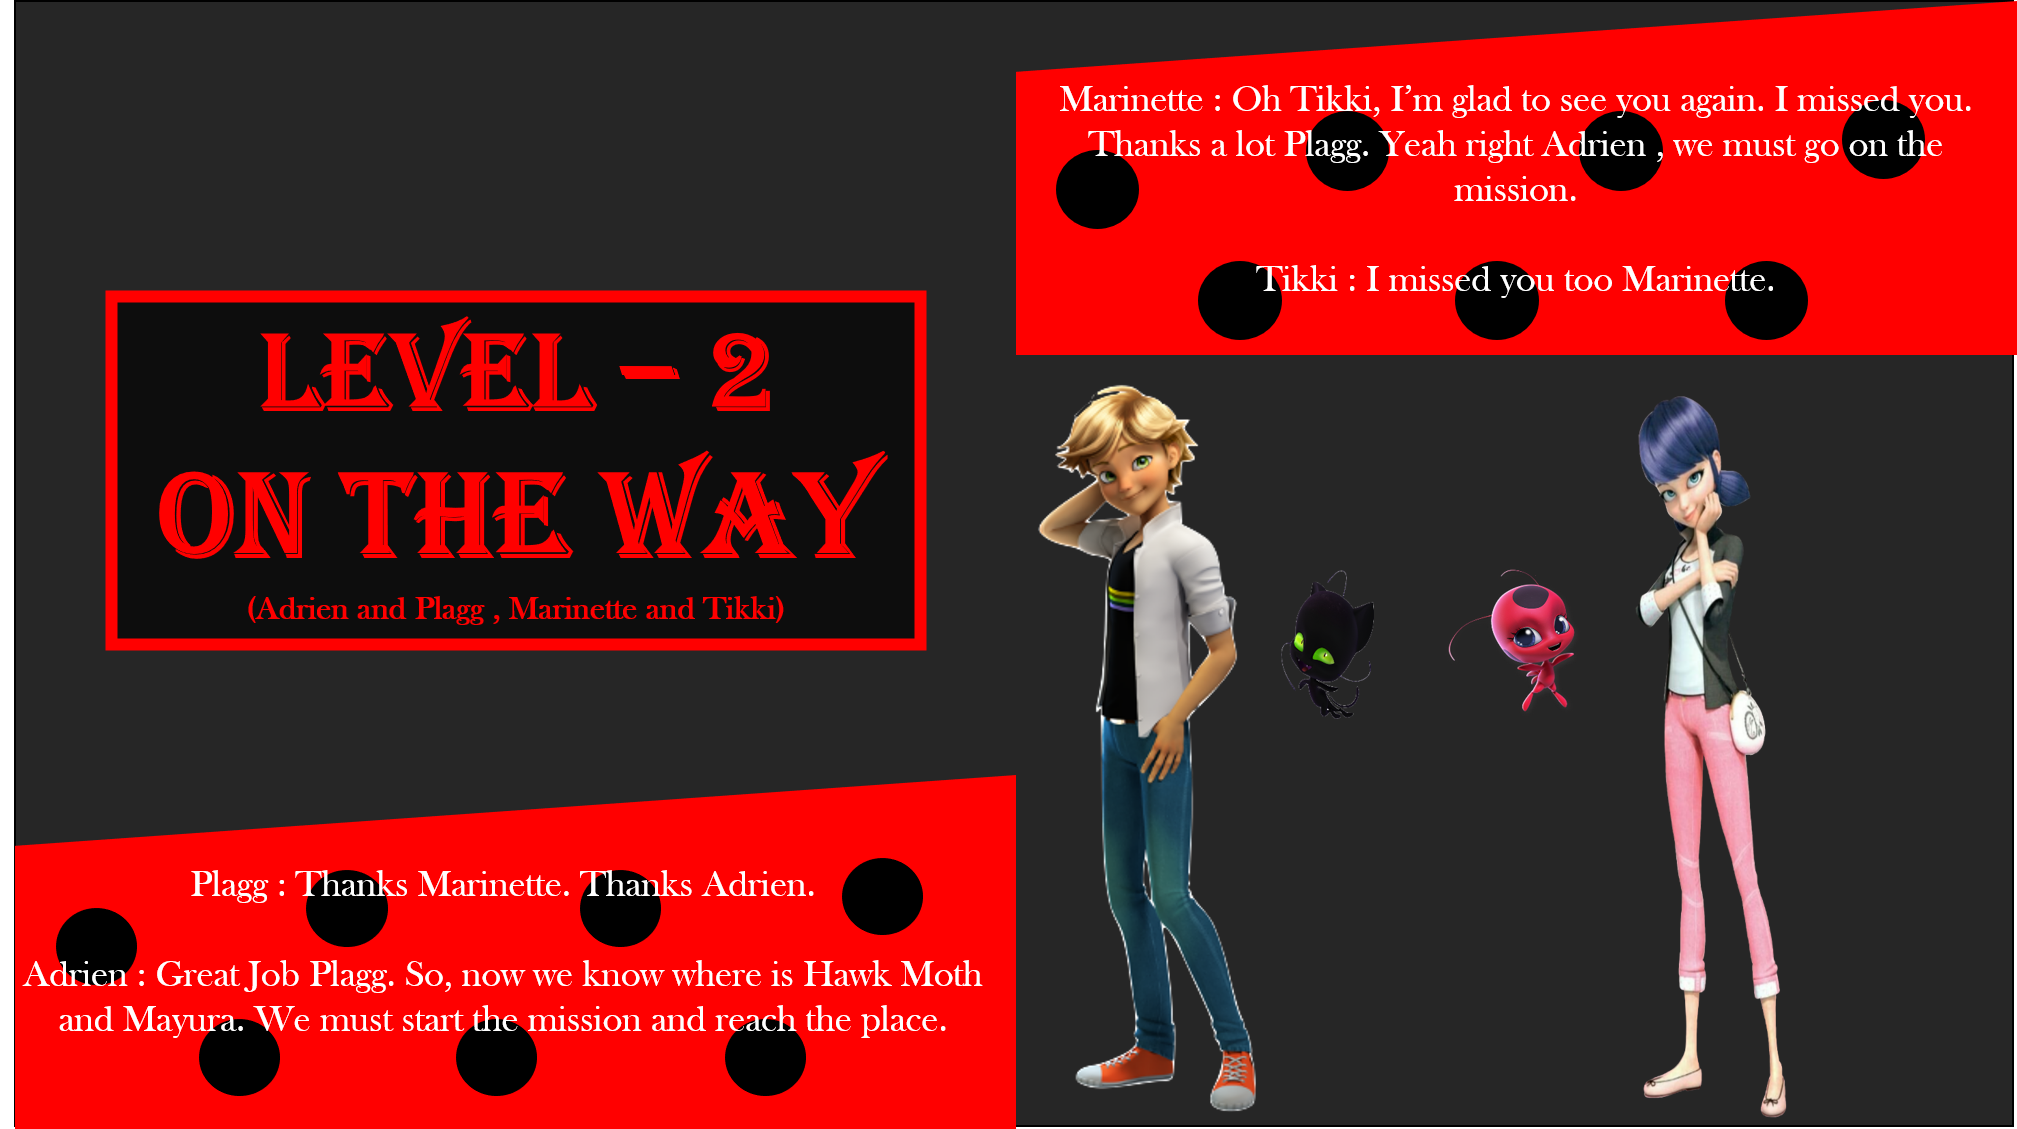 LEVEL – 2
ON THE WAY
(Adrien and Plagg , Marinette and Tikki)
Plagg : Thanks Marinette. Thanks Adrien.
Adrien : Great Job Plagg. So, now we know where is Hawk Moth
and Mayura. We must start the mission and reach the place.
Marinette : Oh Tikki, I’m glad to see you again. I missed you.
Thanks a lot Plagg. Yeah right Adrien , we must go on the
mission.
Tikki : I missed you too Marinette.